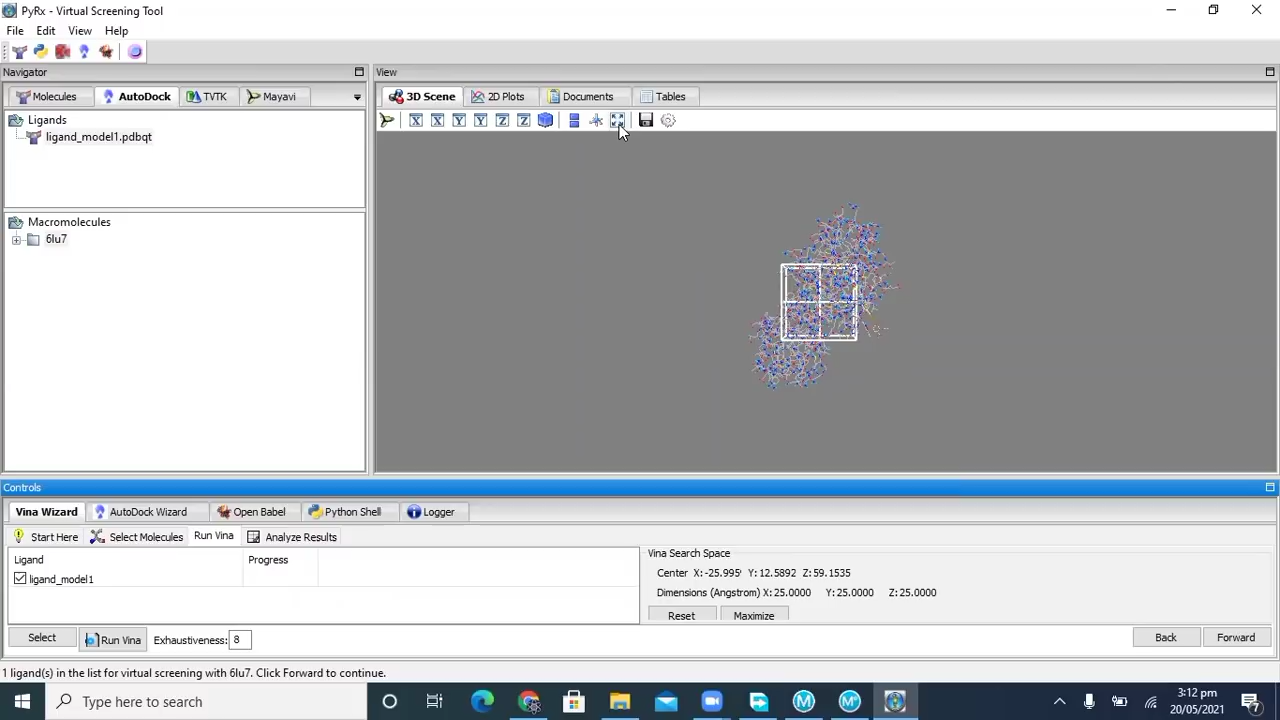 PyRx - Virtual Screening Tool
File Edit View Help
Navigator
View
Molecules AutoDock TVTK Mayavi
3D Scene 2D Plots Documents Tables
X X Y Y Z Z
Ligands
ligand_model1.pdbqt
Macromolecules
6lu7
Controls
Vina Wizard AutoDock Wizard Open Babel Python Shell Logger
Start Here Select Molecules Run Vina Analyze Results
Ligand Progress
ligand_model1
Vina Search Space
Center X:-25.995 Y: 12.5892 Z: 59.1535
Dimensions (Angstrom) X: 25.0000 Y: 25.0000 Z: 25.0000
Reset Maximize
Select Run Vina Exhaustiveness: 8
Back Forward
1 ligand(s) in the list for virtual screening with 6lu7. Click Forward to continue.
Type here to search
3:12 pm
20/05/2021
7